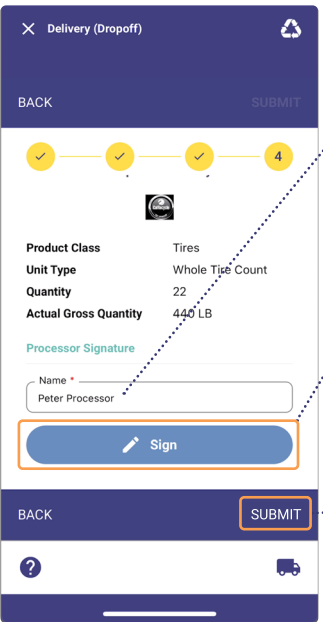 Delivery (Dropoff)
BACK SUBMIT
4
Product Class Tires
Unit Type Whole Tire Count
Quantity 22
Actual Gross Quantity 440 LB
Processor Signature
Name *
Peter Processor
Sign
BACK SUBMIT
?